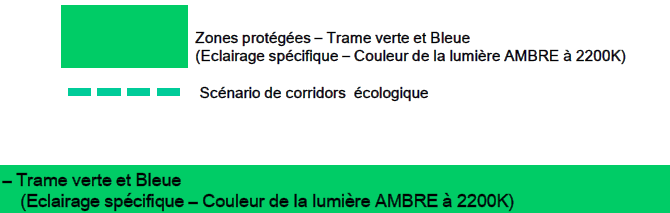 Zones protégées – Trame verte et Bleue
(Eclairage spécifique – Couleur de la lumière AMBRE à 2200K)
Scénario de corridors écologique
– Trame verte et Bleue
(Eclairage spécifique – Couleur de la lumière AMBRE à 2200K)